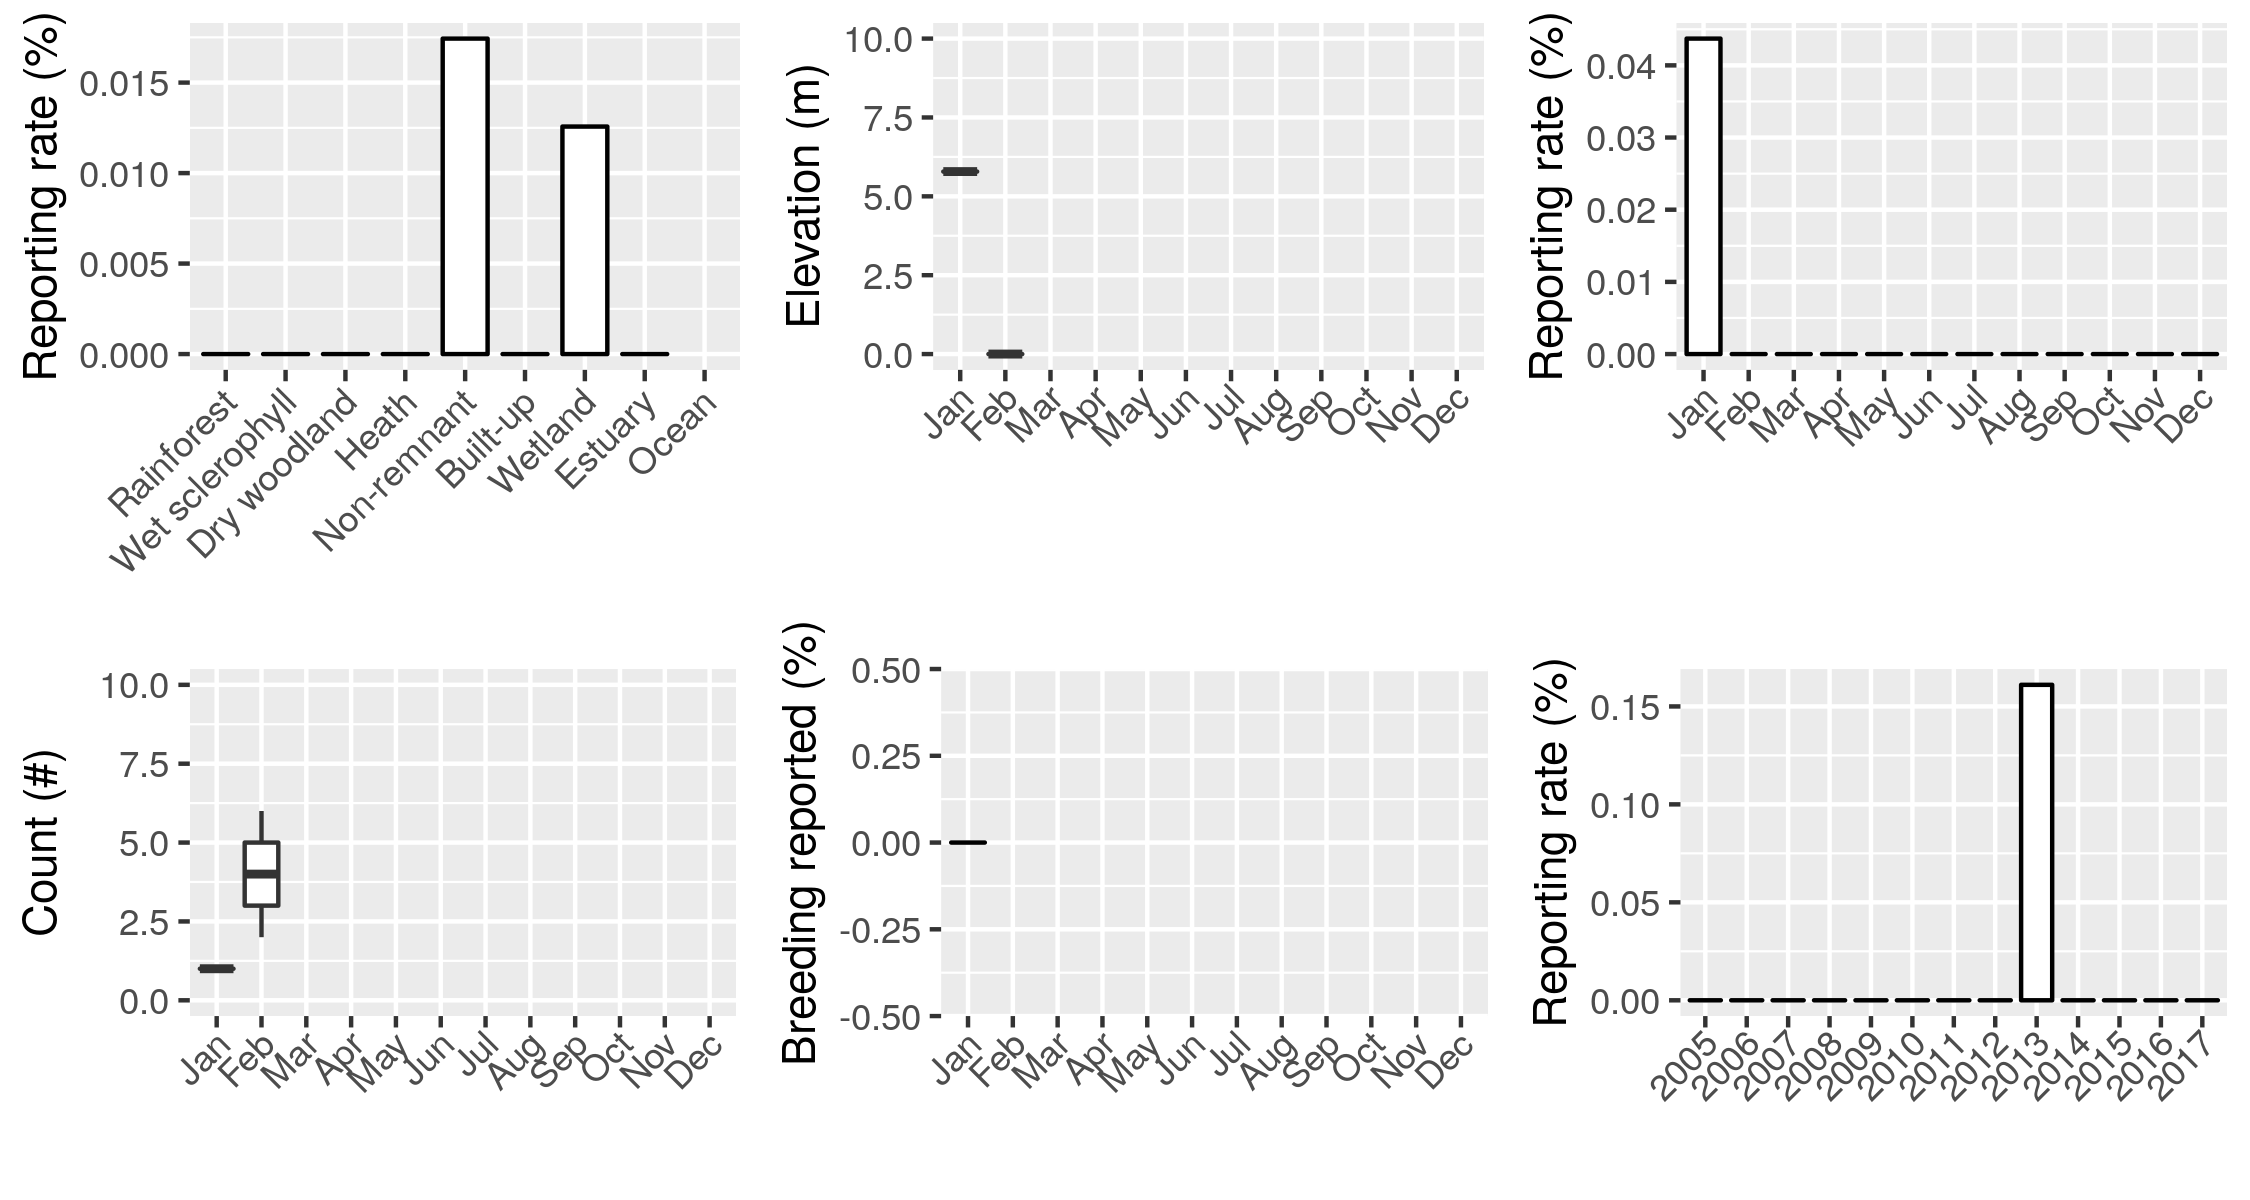 Reporting rate (%)
0.015
0.010
0.005
0.000
Rainforest
Wet sclerophyll
Dry woodland
Heath
Non-remnant
Built-up
Wetland
Estuary
Ocean
Elevation (m)
10.0
7.5
5.0
2.5
0.0
Jan
Feb
Mar
Apr
May
Jun
Jul
Aug
Sep
Oct
Nov
Dec
Reporting rate (%)
0.04
0.03
0.02
0.01
0.00
Jan
Feb
Mar
Apr
May
Jun
Jul
Aug
Sep
Oct
Nov
Dec
Count (#)
10.0
7.5
5.0
2.5
0.0
Jan
Feb
Mar
Apr
May
Jun
Jul
Aug
Sep
Oct
Nov
Dec
Breeding reported (%)
0.50
0.25
0.00
-0.25
-0.50
Jan
Feb
Mar
Apr
May
Jun
Jul
Aug
Sep
Oct
Nov
Dec
Reporting rate (%)
0.15
0.10
0.05
0.00
2005
2006
2007
2008
2009
2010
2011
2012
2013
2014
2015
2016
2017